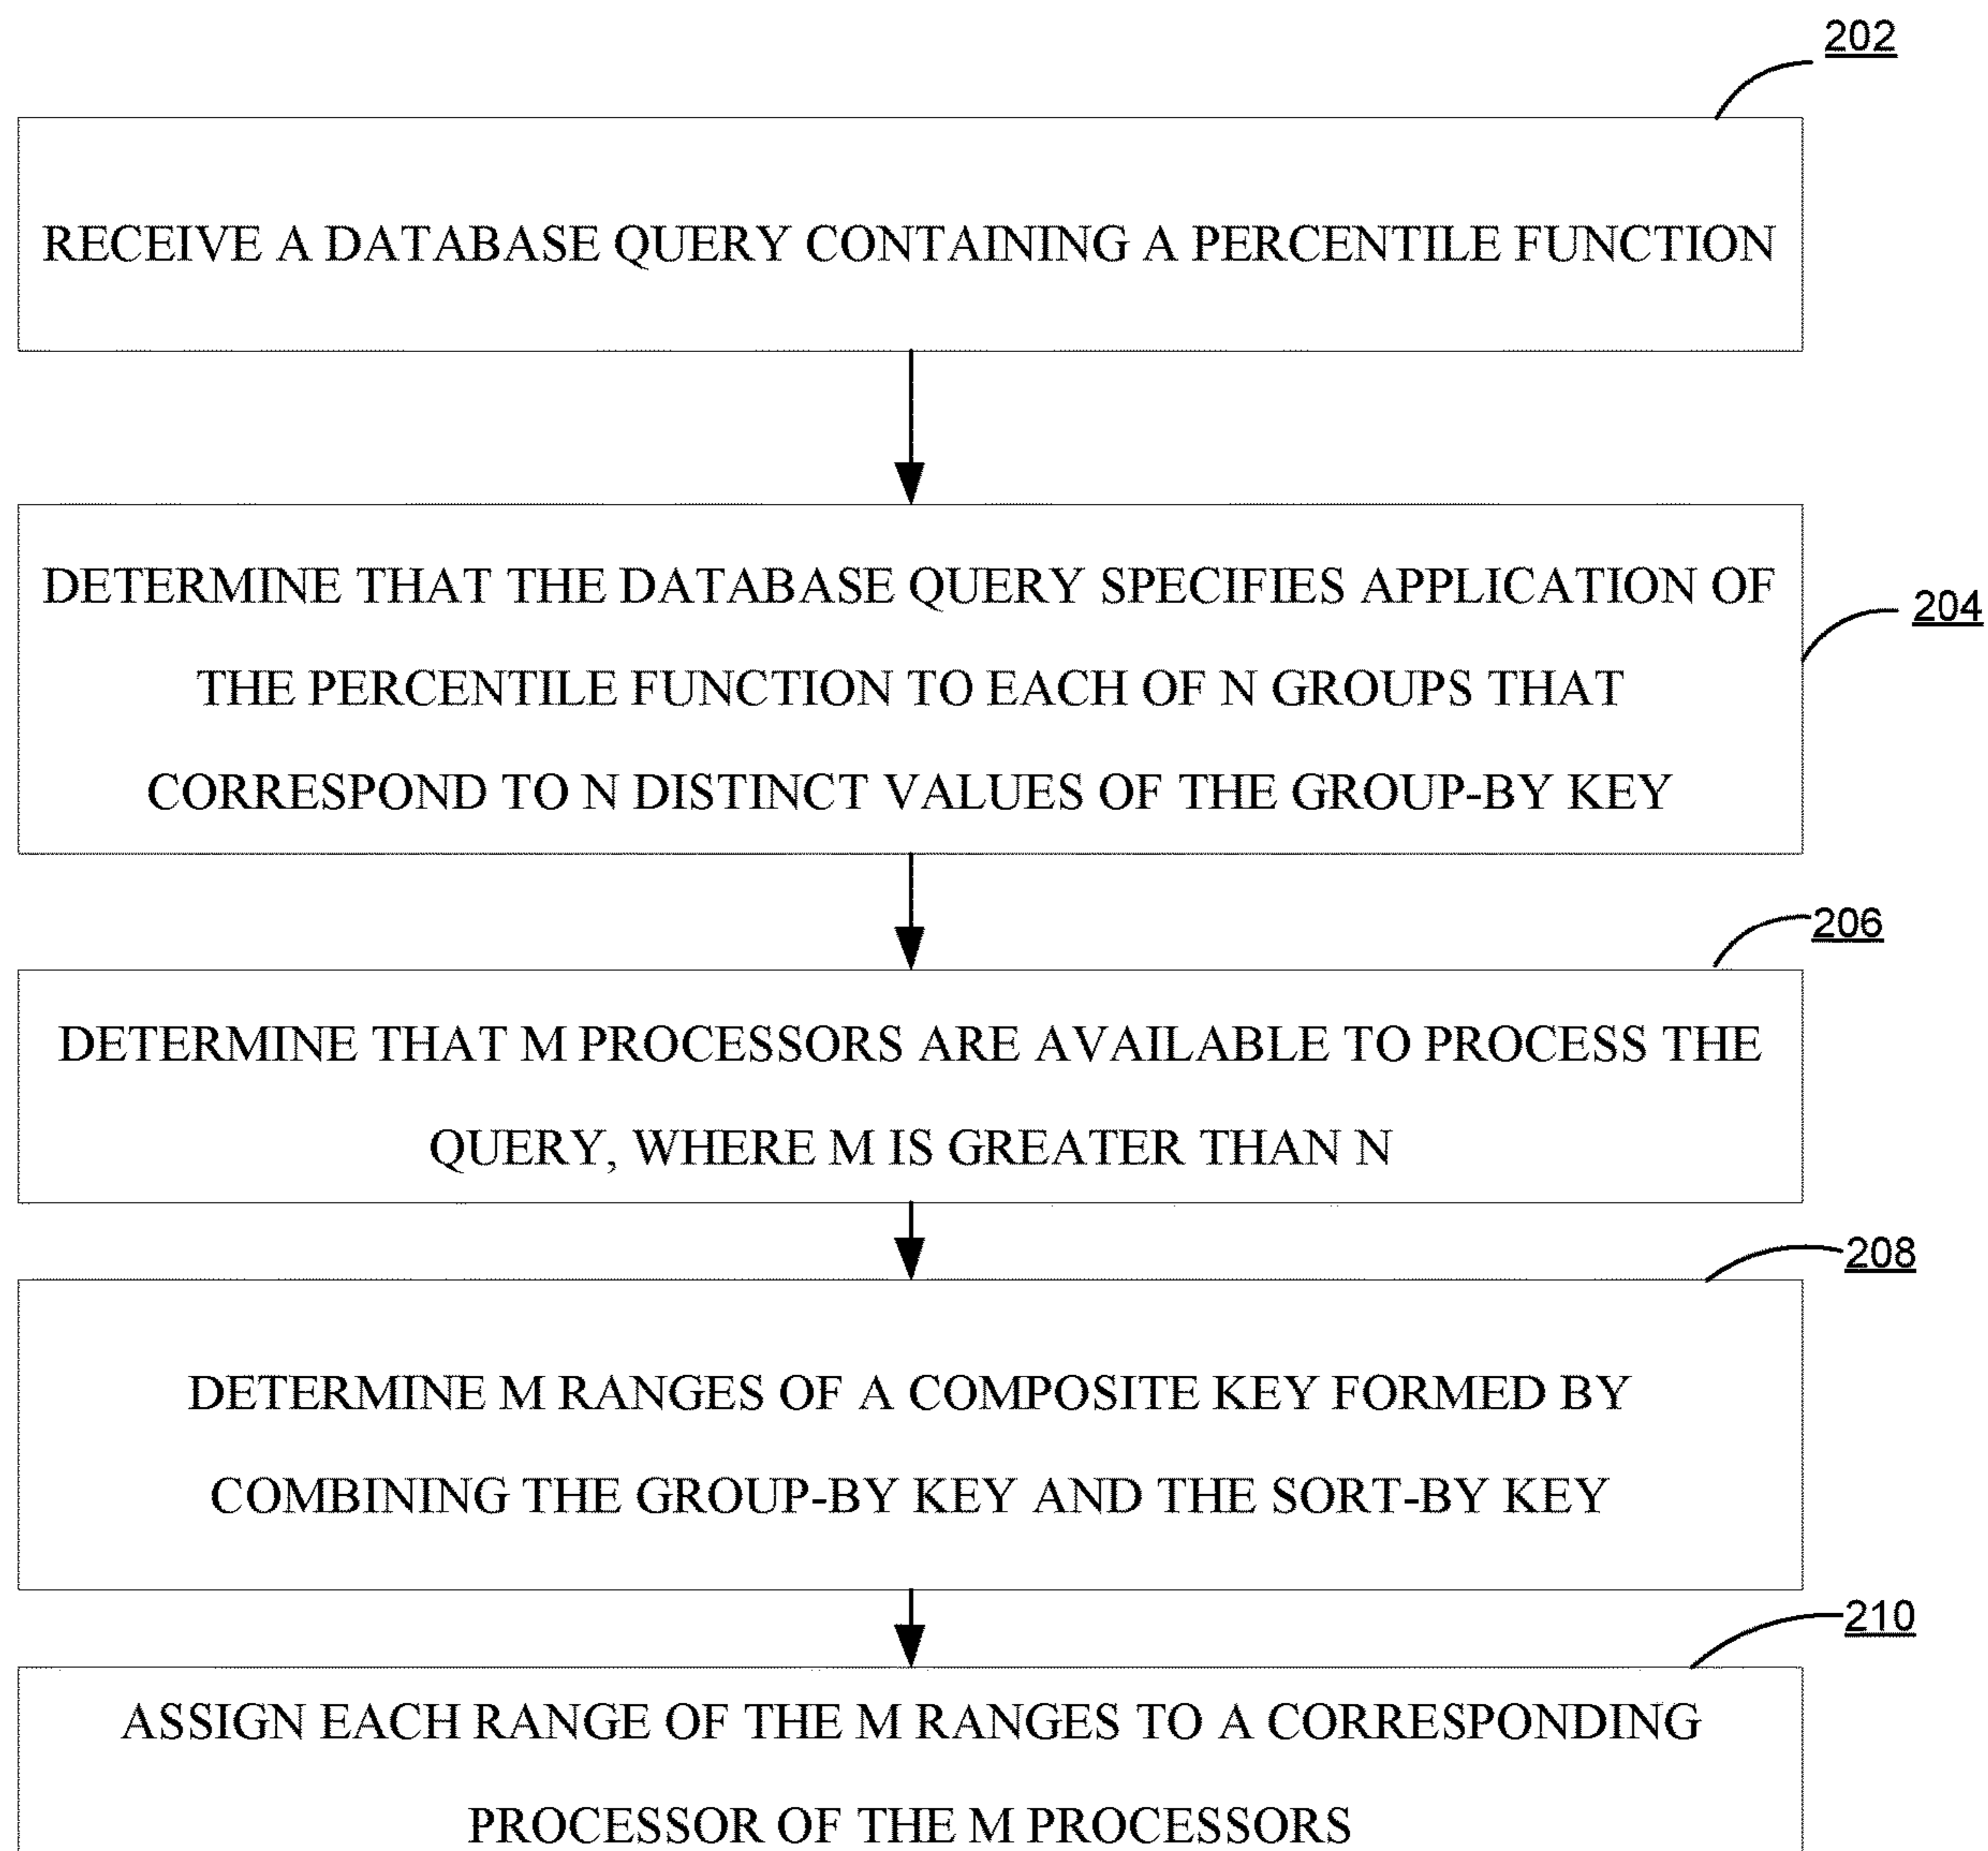 202
RECEIVE A DATABASE QUERY CONTAINING A PERCENTILE FUNCTION
DETERMINE THAT THE DATABASE QUERY SPECIFIES APPLICATION OF
204
THE PERCENTILE FUNCTION TO EACH OF N GROUPS THAT
CORRESPOND TO N DISTINCT VALUES OF THE GROUP-BY KEY
206
DETERMINE THAT M PROCESSORS ARE AVAILABLE TO PROCESS THE
QUERY, WHERE M IS GREATER THAN N
208
DETERMINE M RANGES OF A COMPOSITE KEY FORMED BY
COMBINING THE GROUP-BY KEY AND THE SORT-BY KEY
210
ASSIGN EACH RANGE OF THE M RANGES TO A CORRESPONDING
PROCESSOR OF THE M PROCESSORS